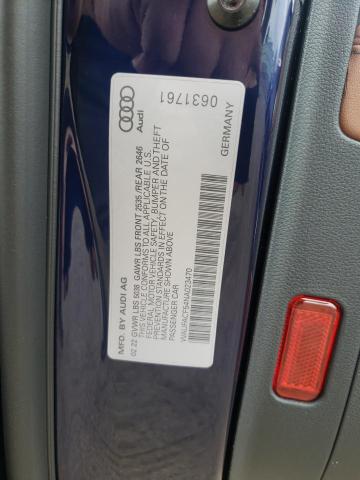 Audi
0631761
GERMANY
MFD. BY AUDI AG
02 22 GVWR LBS 5038 GAWR LBS FRONT 2535 /REAR 2646
THIS VEHICLE CONFORMS TO ALL APPLICABLE U.S.
FEDERAL MOTOR VEHICLE SAFETY, BUMPER AND THEFT
PREVENTION STANDARDS IN EFFECT ON THE DATE OF
MANUFACTURE SHOWN ABOVE
PASSENGER CAR
WAUPACF54NA023470